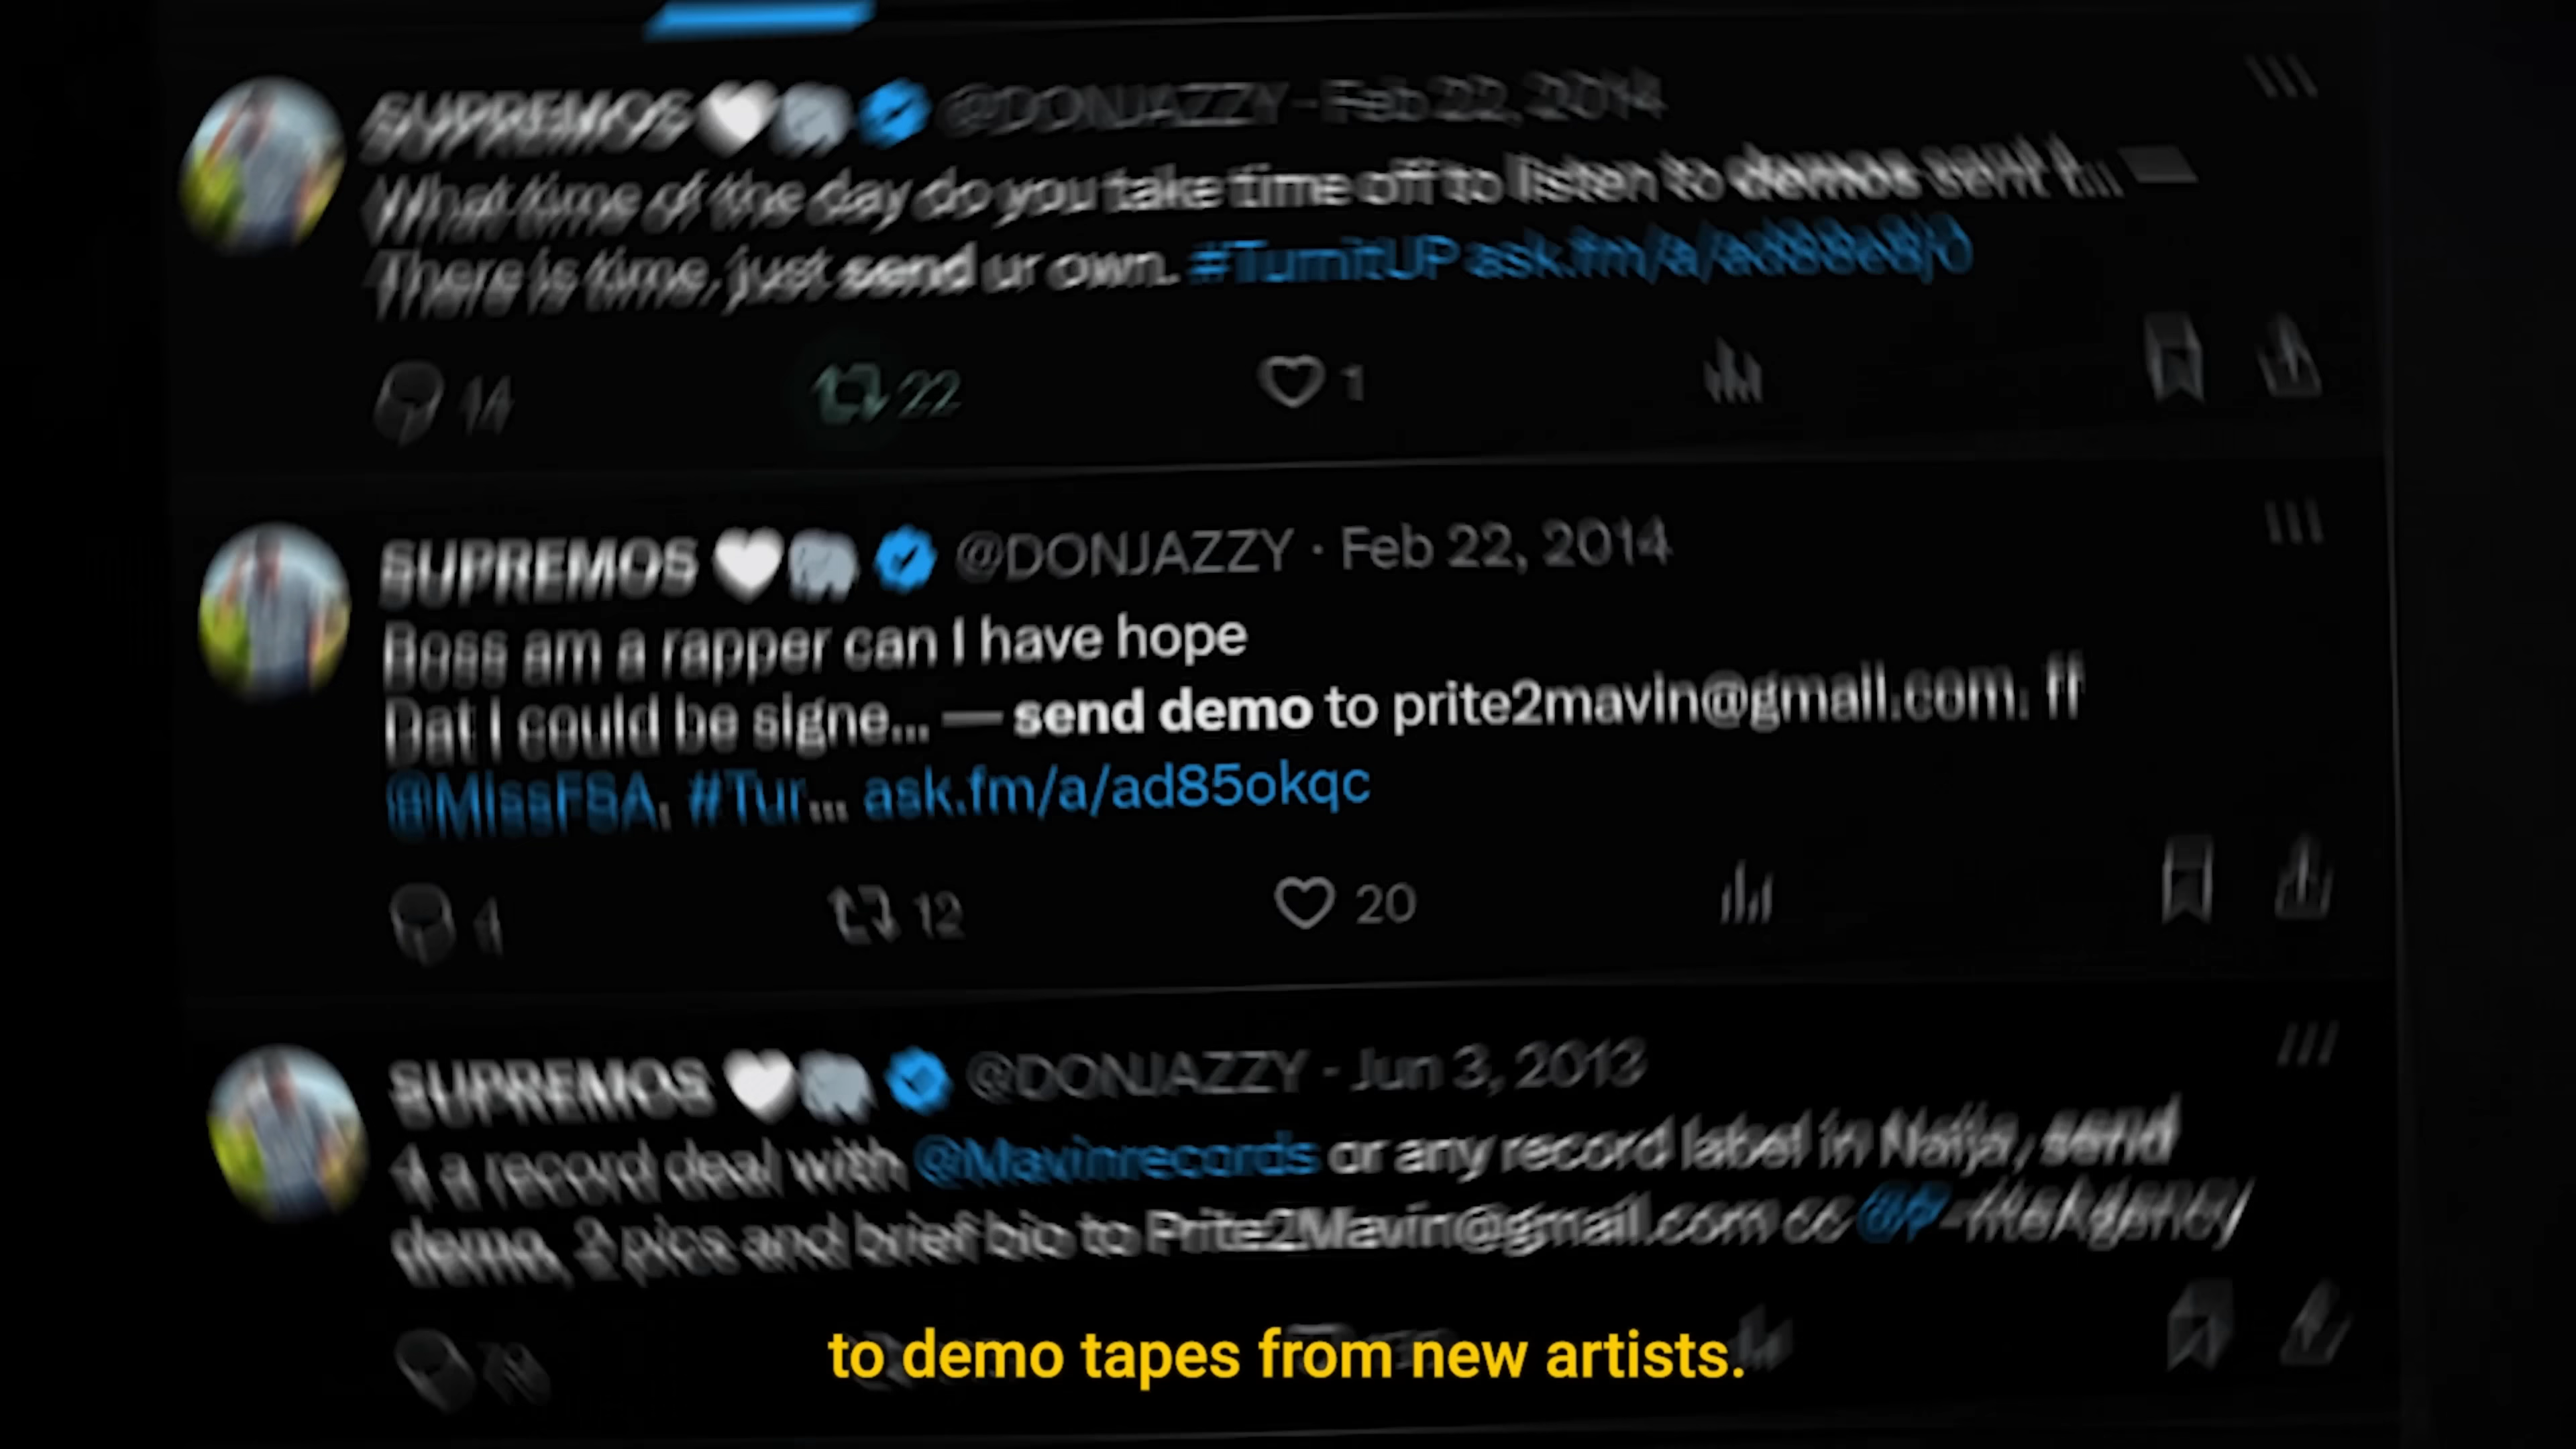 SUPREMOS @DONJAZZY · Feb 22, 2014
What time of the day do you take time off to listen to demos sent t... —
There is time, just send ur own. #TurnitUP ask.fm/a/ad88e8j0
14 22 1
SUPREMOS @DONJAZZY · Feb 22, 2014
Boss am a rapper can I have hope
Dat I could be signe... — send demo to prite2mavin@gmail.com. ff
@MissFSA, #Tur... ask.fm/a/ad85okqc
4 12 20
SUPREMOS @DONJAZZY · Jun 3, 2013
4 a record deal with @Mavinrecords or any record label in Naija, send
demo, 2 pics and brief bio to Prite2Mavin@gmail.com cc @P-riteAgency
to demo tapes from new artists.